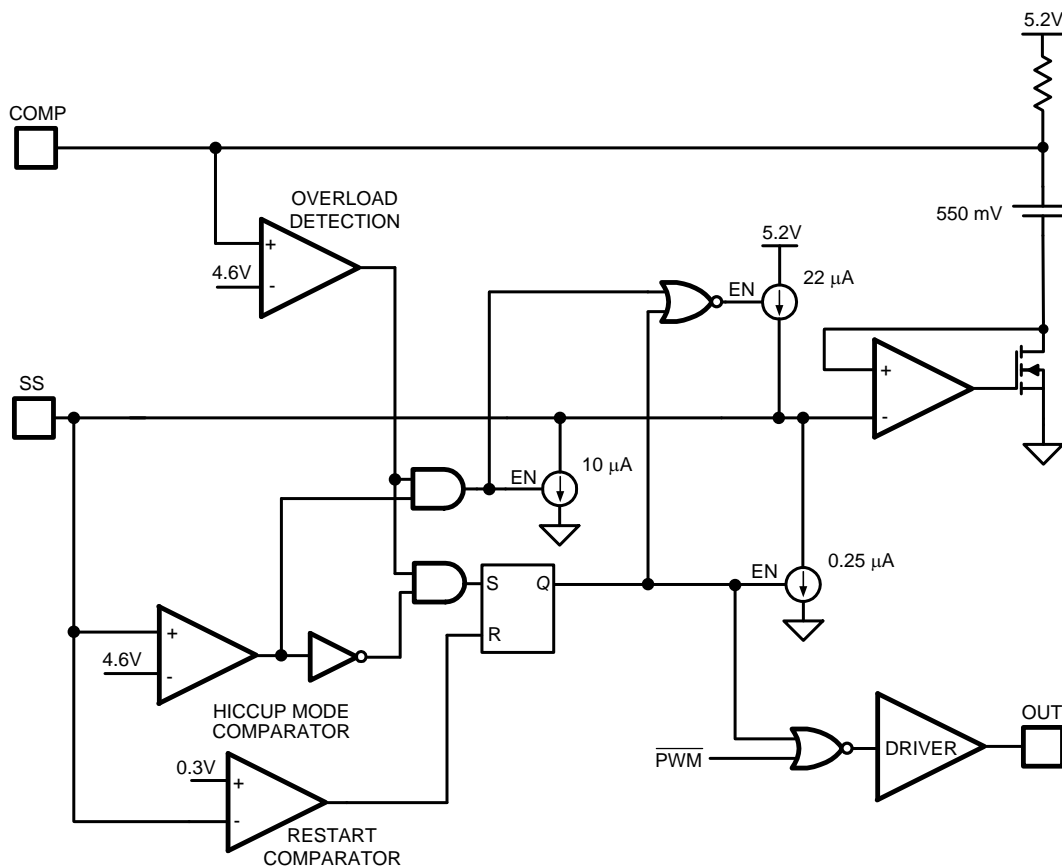 5.2V
COMP
OVERLOAD
DETECTION
550 mV
+
4.6V
-
5.2V
22 µA
EN
SS
+
-
10 µA
EN
0.25 µA
S
Q
EN
R
+
4.6V
-
HICCUP MODE
COMPARATOR
OUT
DRIVER
PWM
0.3V
+
-
RESTART
COMPARATOR